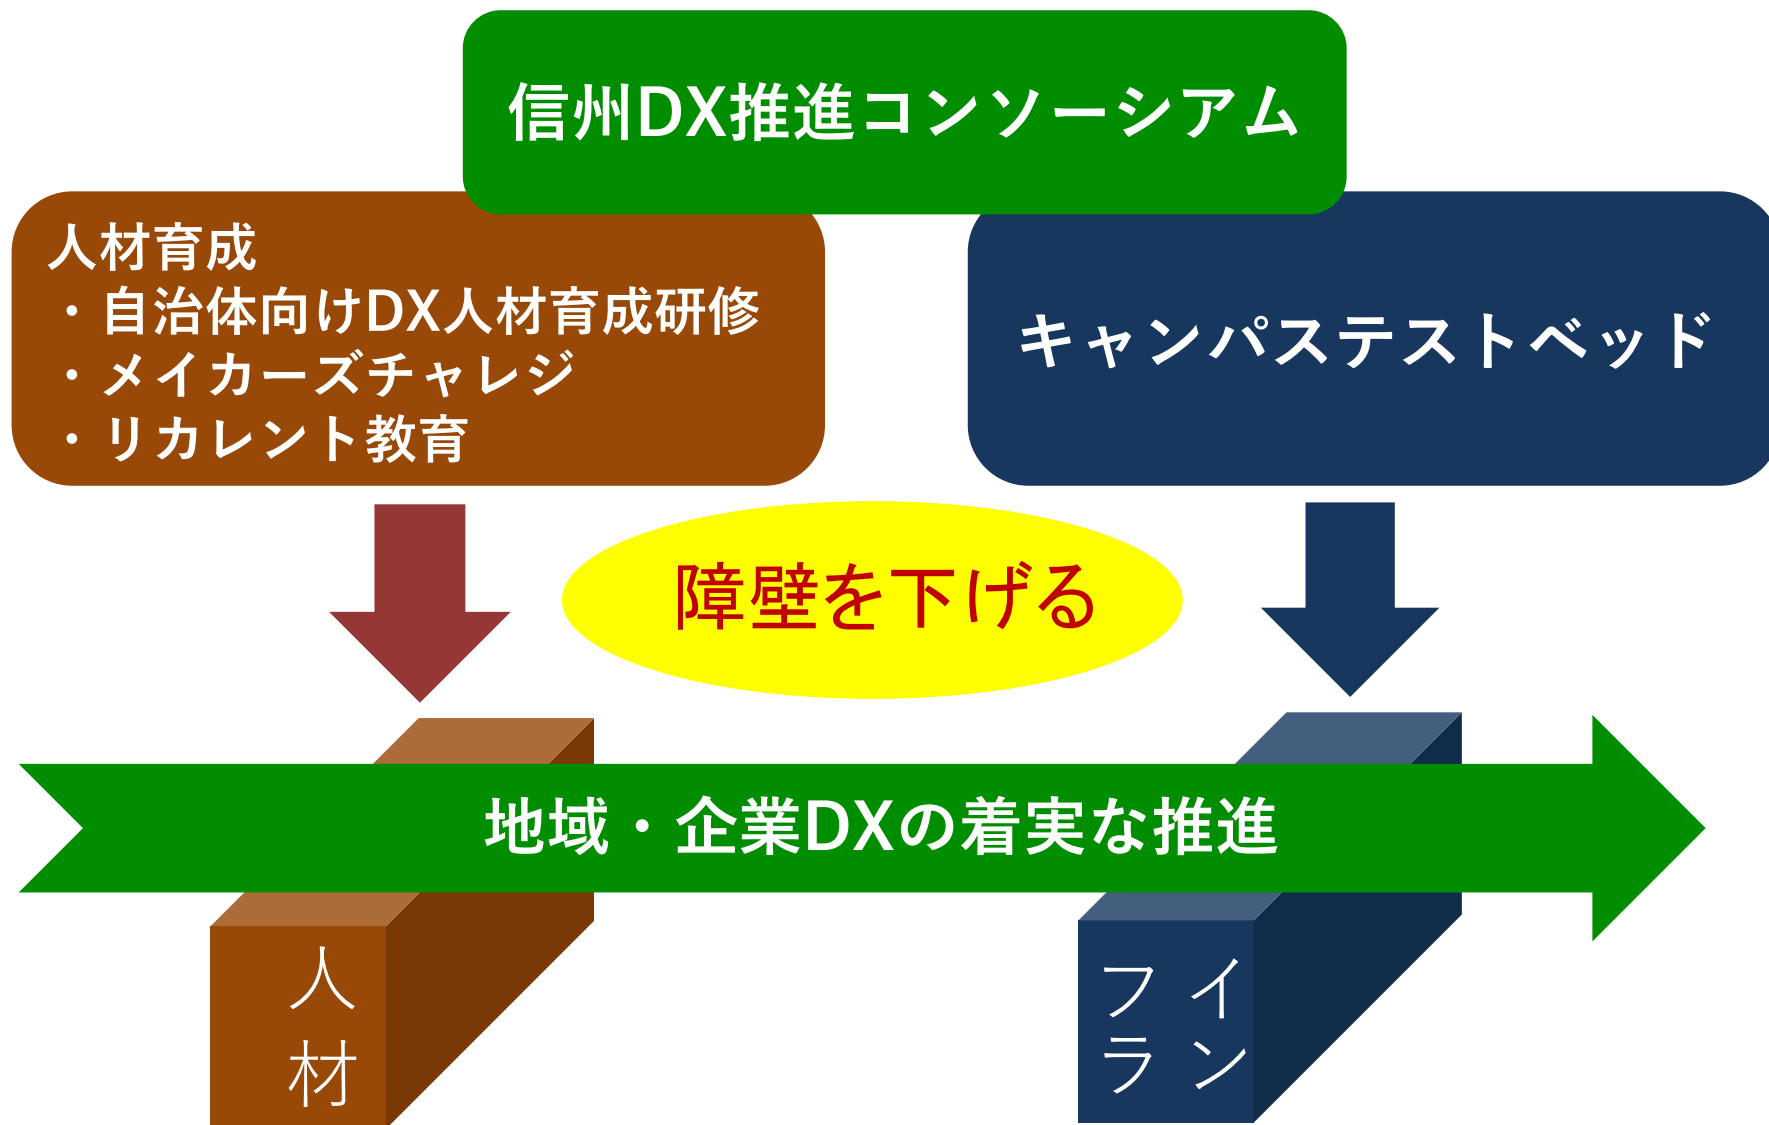 信州DX推進コンソーシアム
人材育成
・自治体向けDX人材育成研修
・メイカーズチャレジ
・リカレント教育
キャンパステストベッド
障壁を下げる
地域・企業DXの着実な推進
人材
イン
フラ